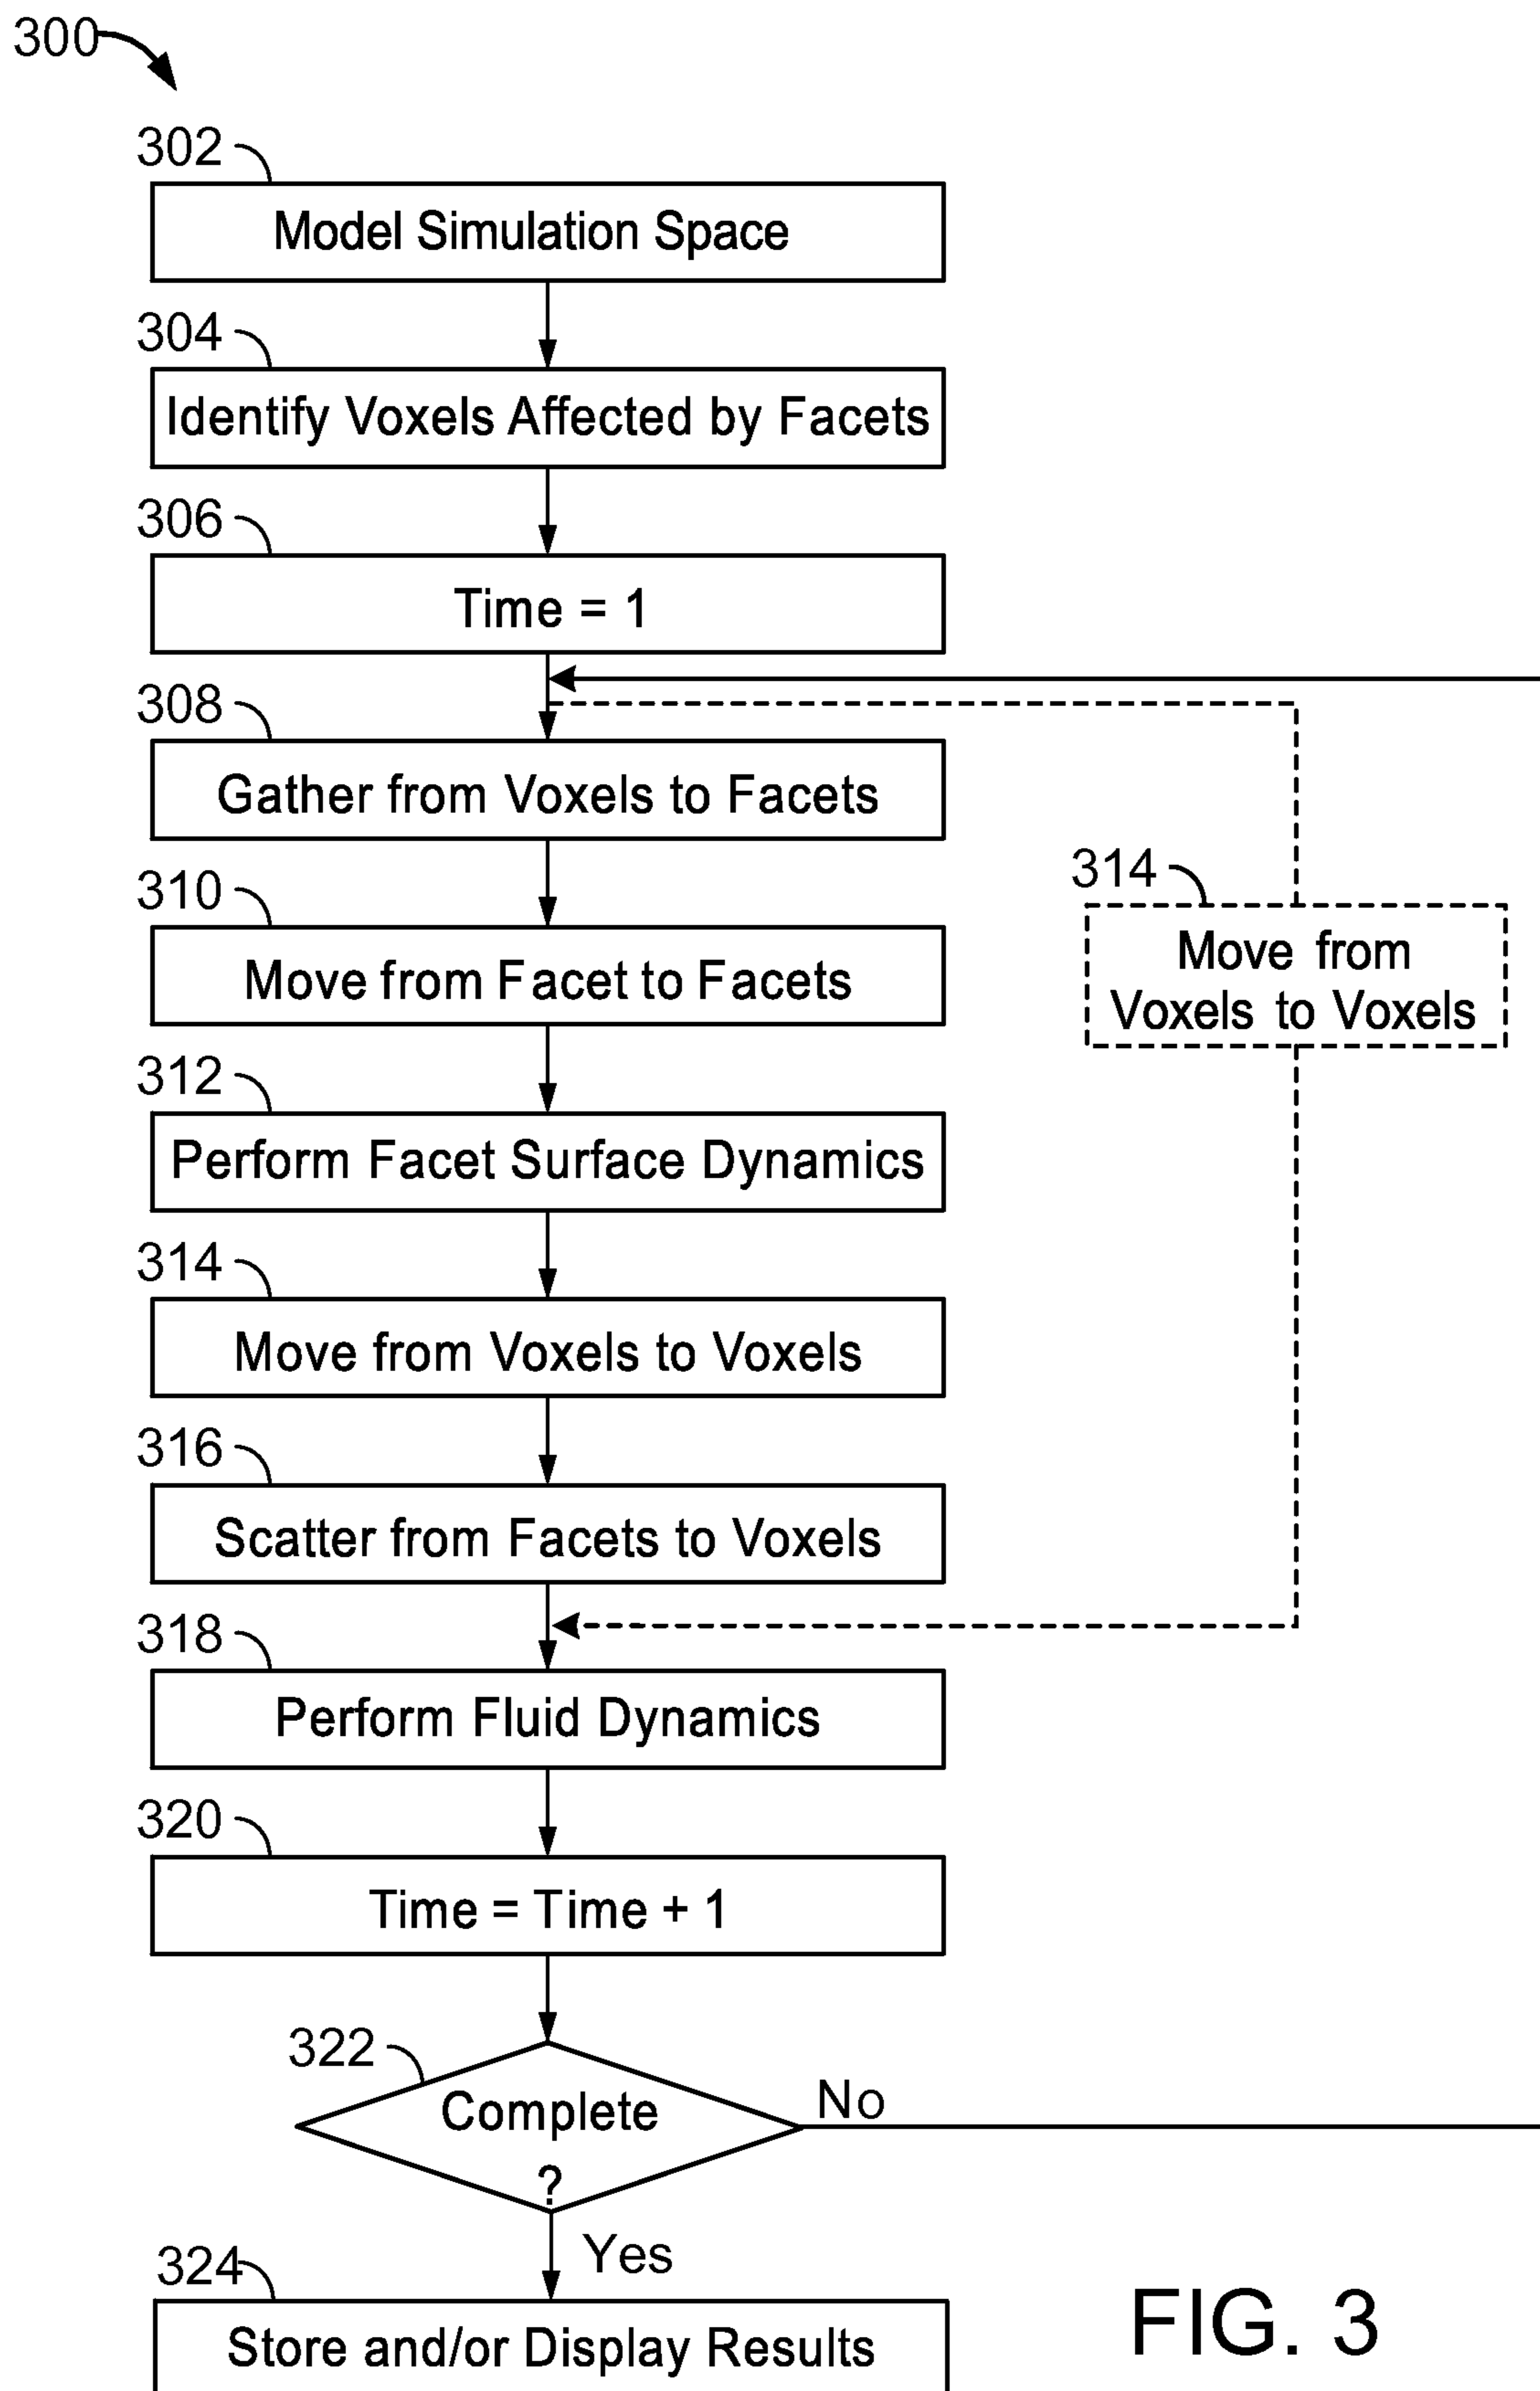 300
302
Model Simulation Space
304
Identify Voxels Affected by Facets
306
Time = 1
308
Gather from Voxels to Facets
310
Move from Facet to Facets
314
Move from
Voxels to Voxels
312
Perform Facet Surface Dynamics
314
Move from Voxels to Voxels
316
Scatter from Facets to Voxels
318
Perform Fluid Dynamics
320
Time = Time + 1
322
Complete
?
No
Yes
324
Store and/or Display Results
FIG. 3